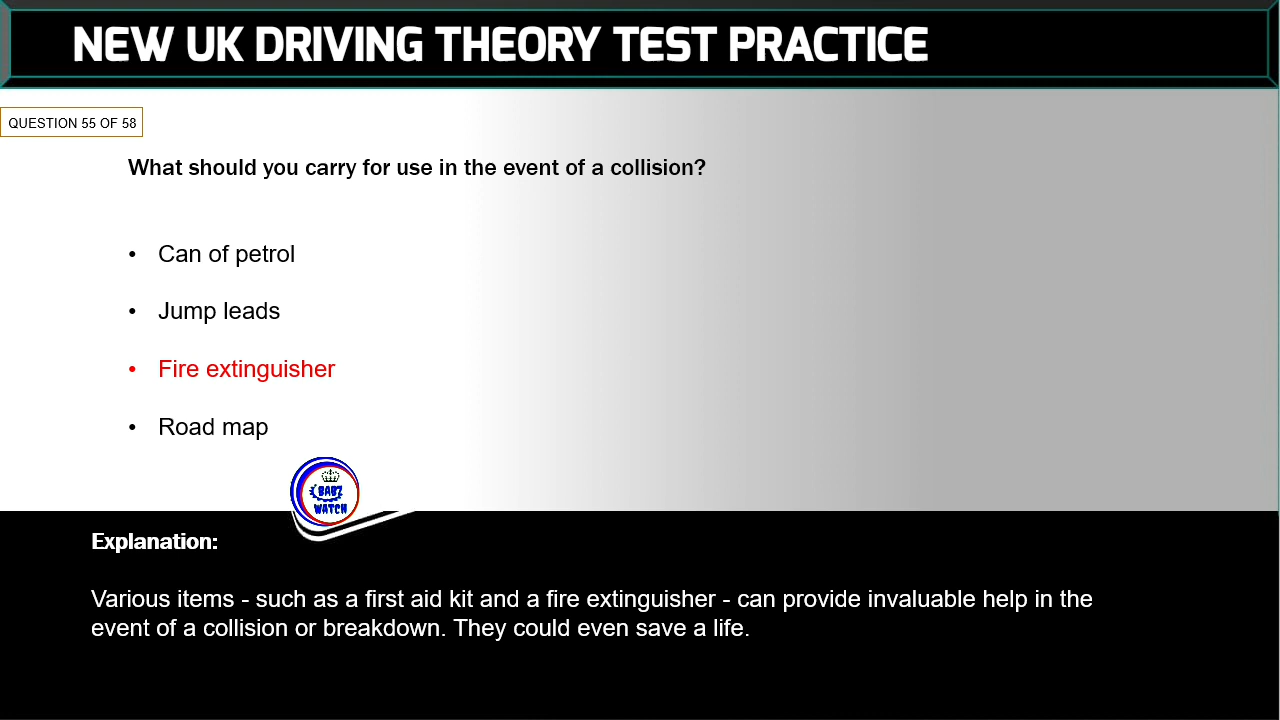 NEW UK DRIVING THEORY TEST PRACTICE
QUESTION 55 OF 58
What should you carry for use in the event of a collision?
• Can of petrol
• Jump leads
• Fire extinguisher
• Road map
BABZ
WATCH
Explanation:
Various items - such as a first aid kit and a fire extinguisher - can provide invaluable help in the
event of a collision or breakdown. They could even save a life.